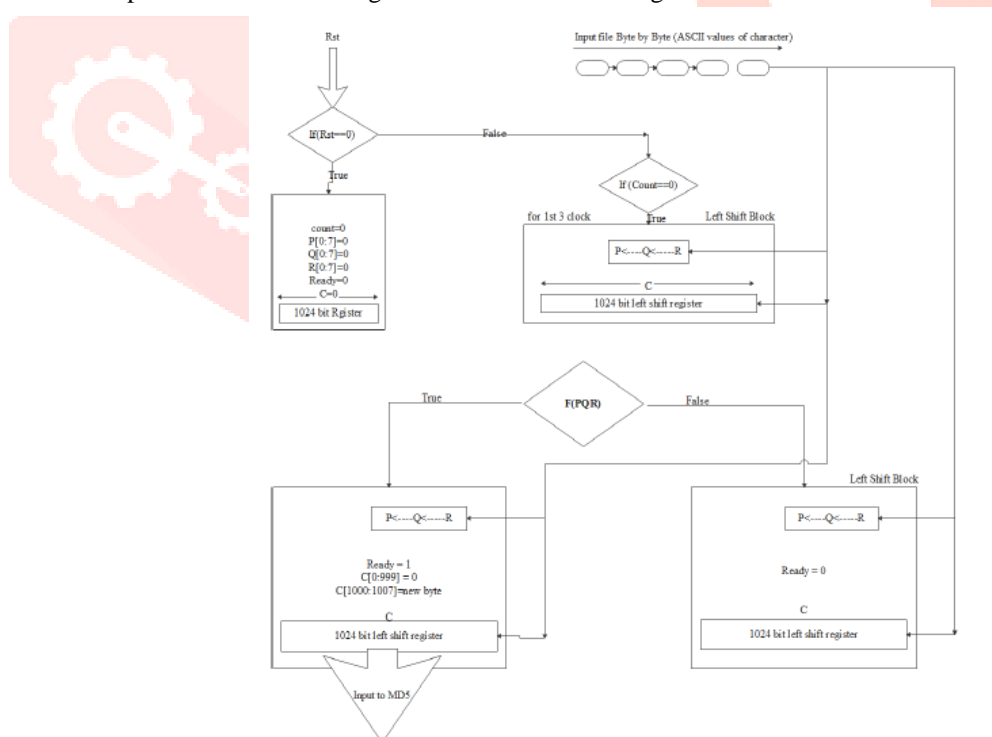 Rst
Input file Byte by Byte (ASCII values of character)
If(Rst==0)
False
True
If (Count==0)
for 1st 3 clock
True
Left Shift Block
count=0
P[0:7]=0
Q[0:7]=0
R[0:7]=0
Ready=0
C=0
1024 bit Rgister
P<----Q<-----R
C
1024 bit left shift register
True
F(PQR)
False
Left Shift Block
P<----Q<-----R
Ready = 1
C[0:999] = 0
C[1000:1007]=new byte
C
1024 bit left shift register
Input to MD5
P<----Q<-----R
Ready = 0
C
1024 bit left shift register